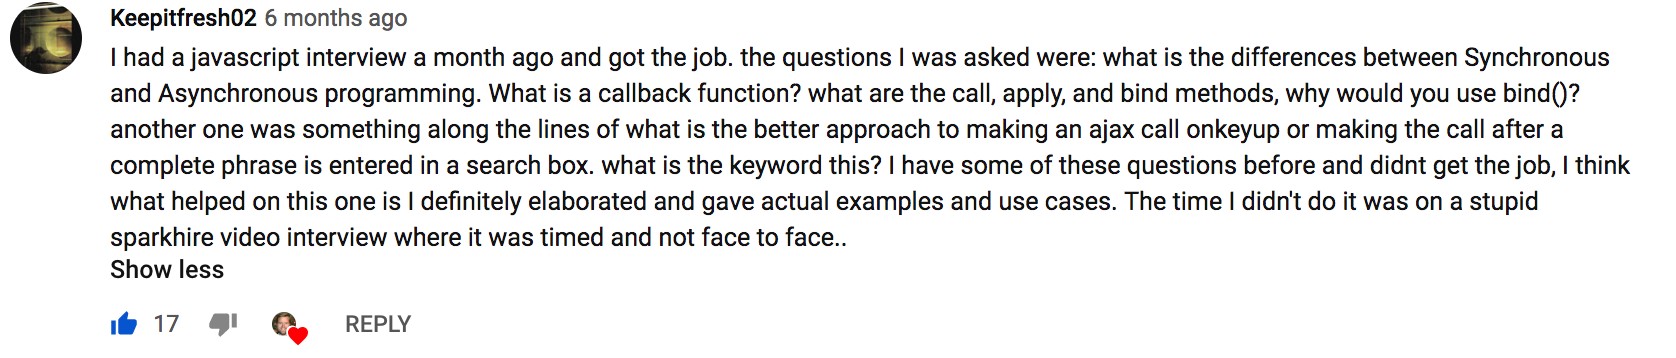 Keepitfresh02 6 months ago
I had a javascript interview a month ago and got the job. the questions I was asked were: what is the differences between Synchronous
and Asynchronous programming. What is a callback function? what are the call, apply, and bind methods, why would you use bind()?
another one was something along the lines of what is the better approach to making an ajax call onkeyup or making the call after a
complete phrase is entered in a search box. what is the keyword this? I have some of these questions before and didnt get the job, I think
what helped on this one is I definitely elaborated and gave actual examples and use cases. The time I didn't do it was on a stupid
sparkhire video interview where it was timed and not face to face..
Show less
17 REPLY